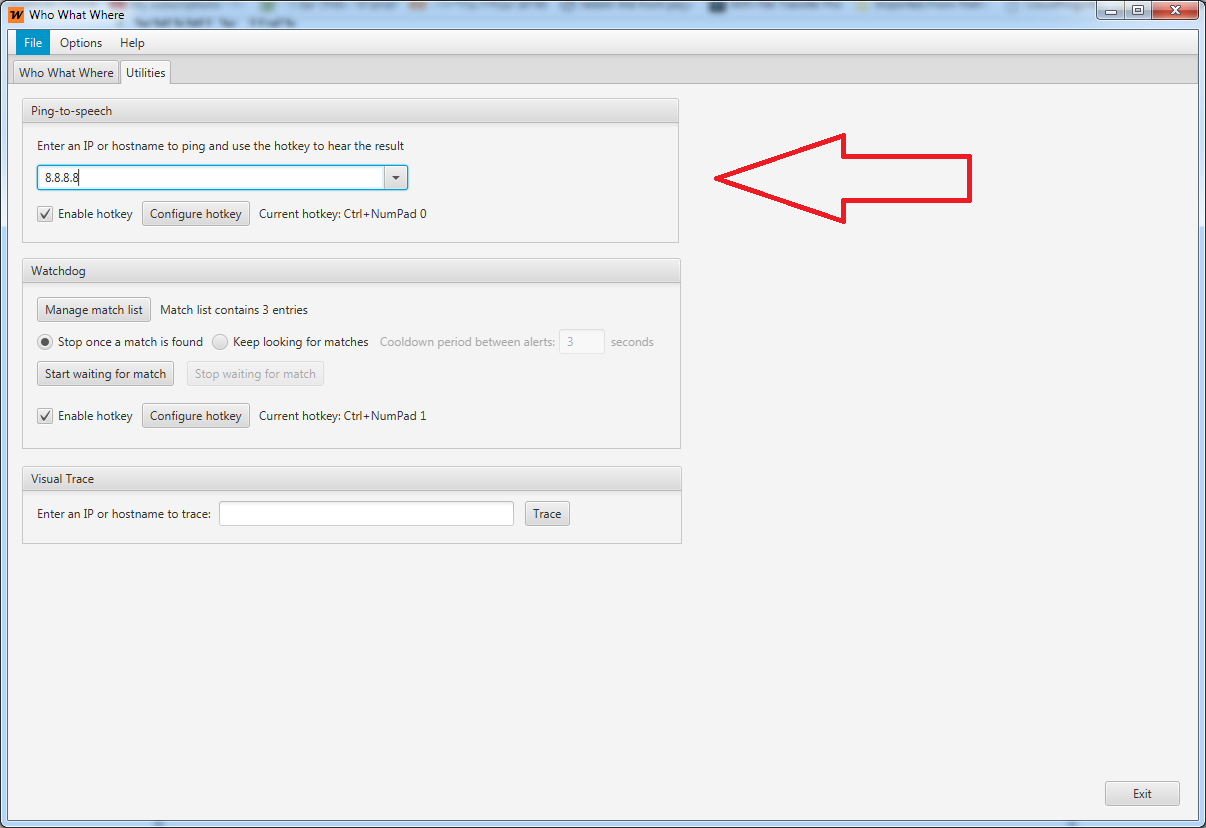 Who What Where
File Options Help
Who What Where Utilities
Ping-to-speech
Enter an IP or hostname to ping and use the hotkey to hear the result
8.8.8.8
Enable hotkey Configure hotkey Current hotkey: Ctrl+NumPad 0
Watchdog
Manage match list Match list contains 3 entries
Stop once a match is found Keep looking for matches Cooldown period between alerts: 3 seconds
Start waiting for match Stop waiting for match
Enable hotkey Configure hotkey Current hotkey: Ctrl+NumPad 1
Visual Trace
Enter an IP or hostname to trace: Trace
Exit